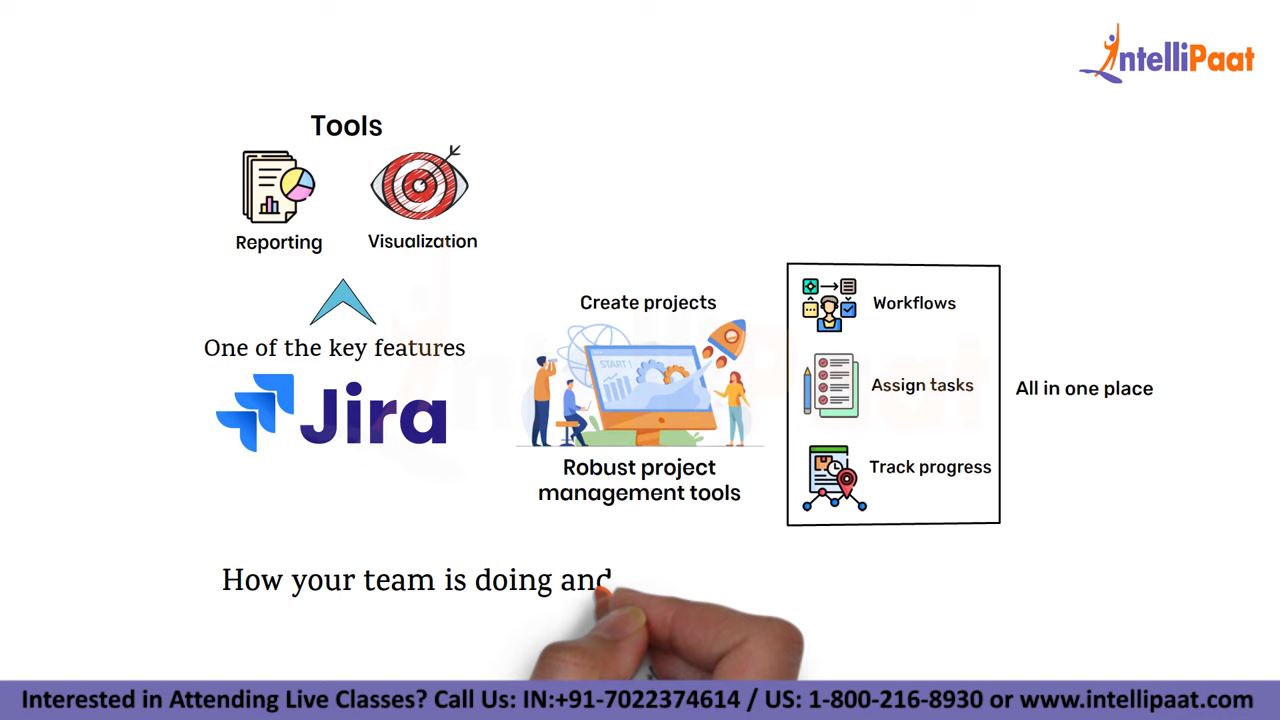 IntelliPaat
Tools
Reporting
Visualization
One of the key features
Jira
Create projects
START !
Robust project
management tools
Workflows
Assign tasks
Track progress
All in one place
How your team is doing and
Interested in Attending Live Classes? Call Us: IN:+91-7022374614 / US: 1-800-216-8930 or www.intellipaat.com